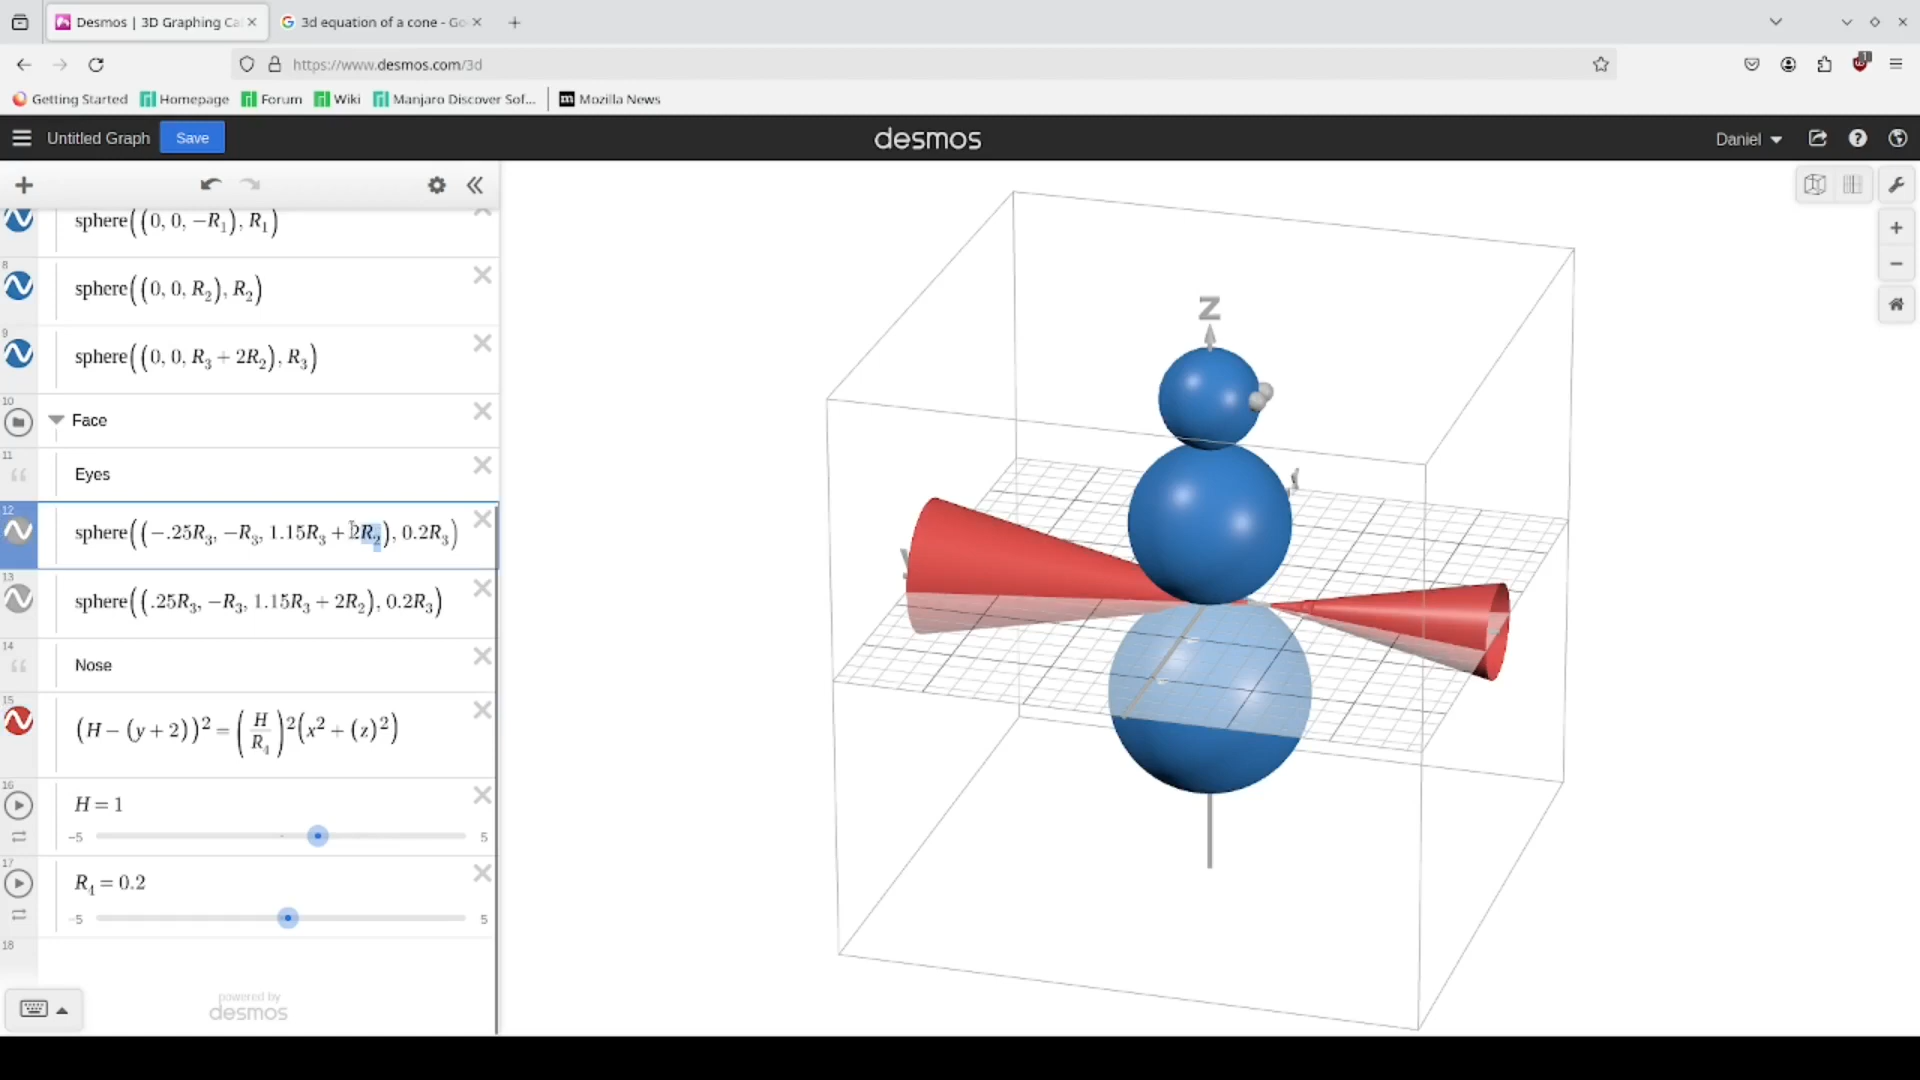 Desmos | 3D Graphing Ca
3d equation of a cone - Go
https://www.desmos.com/3d
1
Getting Started
Homepage
Forum
Wiki
Manjaro Discover Sof...
Mozilla News
Untitled Graph
Save
desmos
Daniel
sphere((0, 0, −R₁), R₁)
8
sphere((0, 0, R₂), R₂)
9
sphere((0, 0, R₃ + 2R₂), R₃)
10
Face
11
Eyes
12
sphere((−.25R₃, −R₃, 1.15R₃ + 2R₂), 0.2R₃)
13
sphere((.25R₃, −R₃, 1.15R₃ + 2R₂), 0.2R₃)
14
Nose
15
(H − (y + 2))² = (H/R₄)²(x² + (z)²)
16
H = 1
−5
5
17
R₄ = 0.2
−5
5
18
powered by
desmos
z